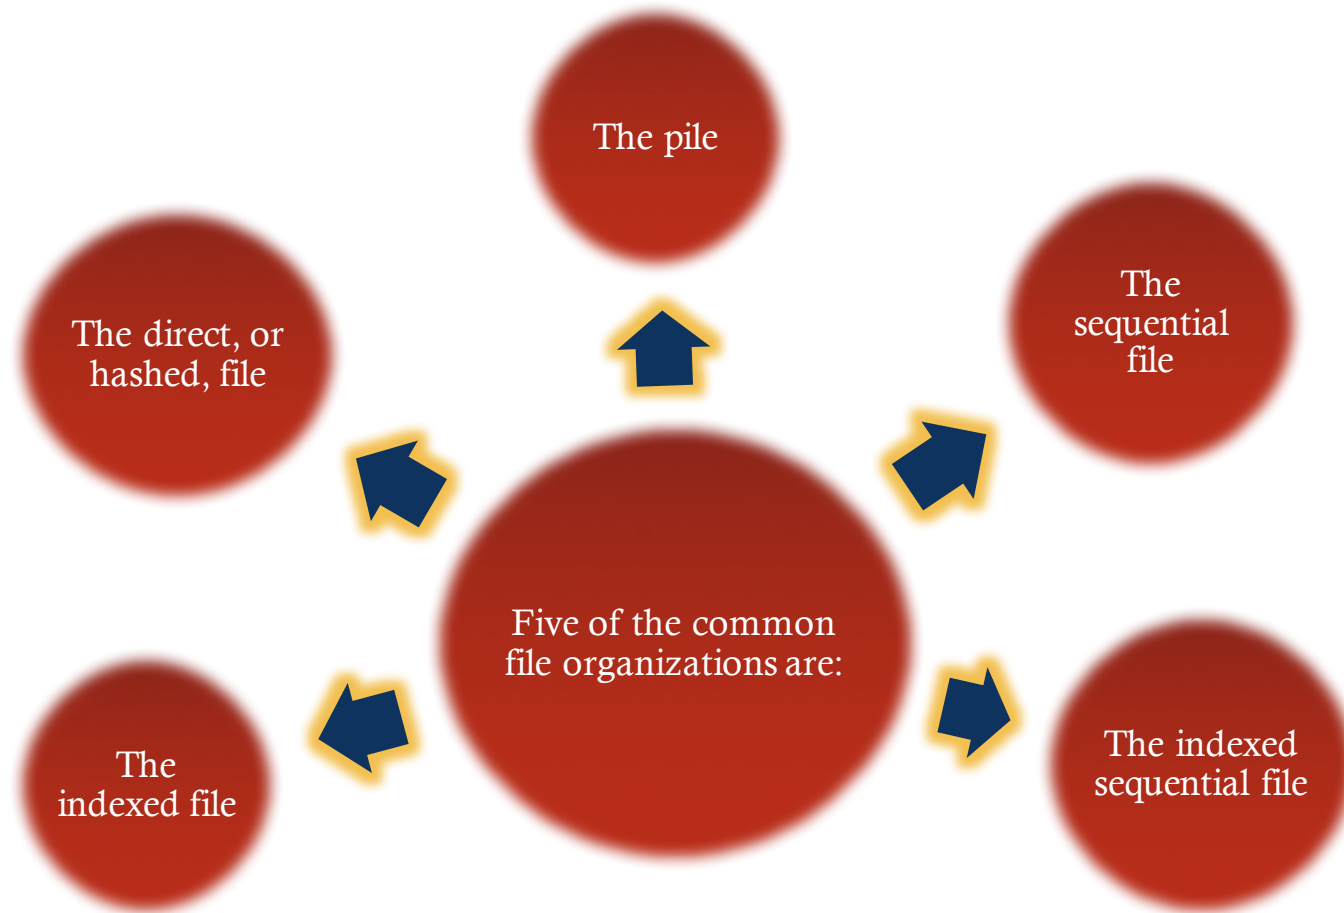 The pile
The
sequential
file
The direct, or
hashed, file
Five of the common
file organizations are:
The indexed
sequential file
The
indexed file